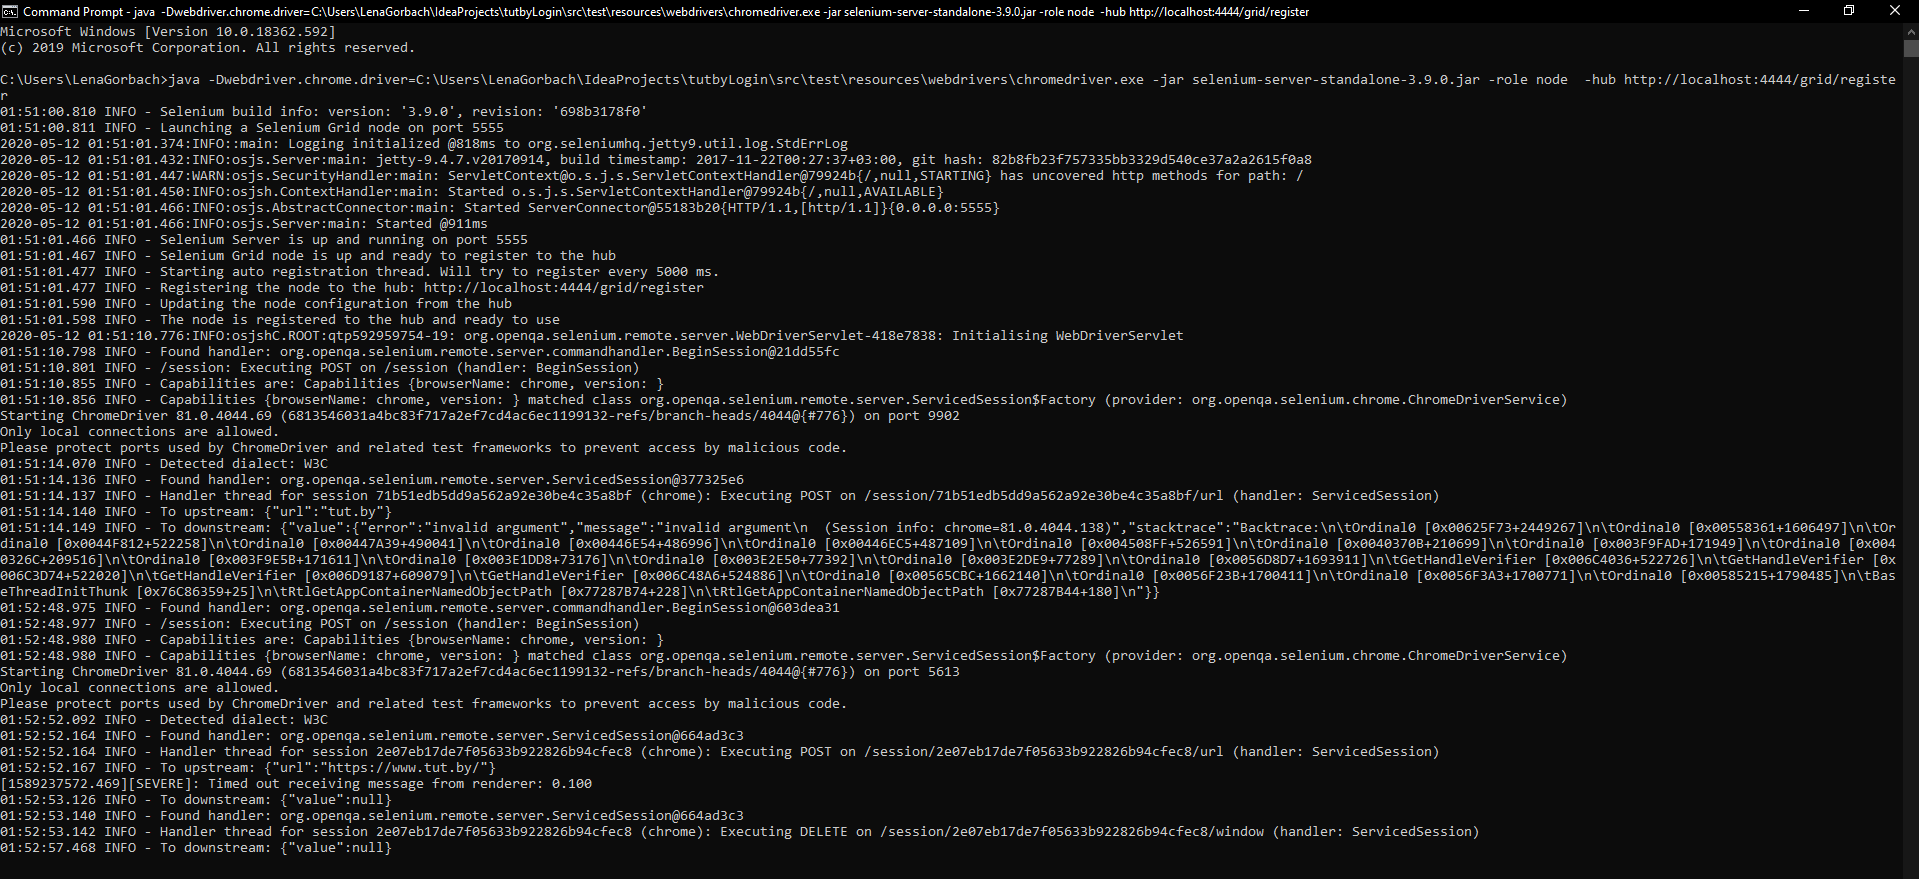 Command Prompt - java  -Dwebdriver.chrome.driver=C:\Users\LenaGorbach\IdeaProjects\tutbyLogin\src\test\resources\webdrivers\chromedriver.exe -jar selenium-server-standalone-3.9.0.jar -role node  -hub http://localhost:4444/grid/register
Microsoft Windows [Version 10.0.18362.592]
(c) 2019 Microsoft Corporation. All rights reserved.
C:\Users\LenaGorbach>java -Dwebdriver.chrome.driver=C:\Users\LenaGorbach\IdeaProjects\tutbyLogin\src\test\resources\webdrivers\chromedriver.exe -jar selenium-server-standalone-3.9.0.jar -role node  -hub http://localhost:4444/grid/registe
r
01:51:00.810 INFO - Selenium build info: version: '3.9.0', revision: '698b3178f0'
01:51:00.811 INFO - Launching a Selenium Grid node on port 5555
2020-05-12 01:51:01.374:INFO::main: Logging initialized @818ms to org.seleniumhq.jetty9.util.log.StdErrLog
2020-05-12 01:51:01.432:INFO:osjs.Server:main: jetty-9.4.7.v20170914, build timestamp: 2017-11-22T00:27:37+03:00, git hash: 82b8fb23f757335bb3329d540ce37a2a2615f0a8
2020-05-12 01:51:01.447:WARN:osjs.SecurityHandler:main: ServletContext@o.s.j.s.ServletContextHandler@79924b{/,null,STARTING} has uncovered http methods for path: /
2020-05-12 01:51:01.450:INFO:osjsh.ContextHandler:main: Started o.s.j.s.ServletContextHandler@79924b{/,null,AVAILABLE}
2020-05-12 01:51:01.466:INFO:osjs.AbstractConnector:main: Started ServerConnector@55183b20{HTTP/1.1,[http/1.1]}{0.0.0.0:5555}
2020-05-12 01:51:01.466:INFO:osjs.Server:main: Started @911ms
01:51:01.466 INFO - Selenium Server is up and running on port 5555
01:51:01.467 INFO - Selenium Grid node is up and ready to register to the hub
01:51:01.477 INFO - Starting auto registration thread. Will try to register every 5000 ms.
01:51:01.477 INFO - Registering the node to the hub: http://localhost:4444/grid/register
01:51:01.590 INFO - Updating the node configuration from the hub
01:51:01.598 INFO - The node is registered to the hub and ready to use
2020-05-12 01:51:10.776:INFO:osjshC.ROOT:qtp592959754-19: org.openqa.selenium.remote.server.WebDriverServlet-418e7838: Initialising WebDriverServlet
01:51:10.798 INFO - Found handler: org.openqa.selenium.remote.server.commandhandler.BeginSession@21dd55fc
01:51:10.801 INFO - /session: Executing POST on /session (handler: BeginSession)
01:51:10.855 INFO - Capabilities are: Capabilities {browserName: chrome, version: }
01:51:10.856 INFO - Capabilities {browserName: chrome, version: } matched class org.openqa.selenium.remote.server.ServicedSession$Factory (provider: org.openqa.selenium.chrome.ChromeDriverService)
Starting ChromeDriver 81.0.4044.69 (6813546031a4bc83f717a2ef7cd4ac6ec1199132-refs/branch-heads/4044@{#776}) on port 9902
Only local connections are allowed.
Please protect ports used by ChromeDriver and related test frameworks to prevent access by malicious code.
01:51:14.070 INFO - Detected dialect: W3C
01:51:14.136 INFO - Found handler: org.openqa.selenium.remote.server.ServicedSession@377325e6
01:51:14.137 INFO - Handler thread for session 71b51edb5dd9a562a92e30be4c35a8bf (chrome): Executing POST on /session/71b51edb5dd9a562a92e30be4c35a8bf/url (handler: ServicedSession)
01:51:14.140 INFO - To upstream: {"url":"tut.by"}
01:51:14.149 INFO - To downstream: {"value":{"error":"invalid argument","message":"invalid argument\n  (Session info: chrome=81.0.4044.138)","stacktrace":"Backtrace:\n\tOrdinal0 [0x00625F73+2449267]\n\tOrdinal0 [0x00558361+1606497]\n\tOr
dinal0 [0x0044F812+522258]\n\tOrdinal0 [0x00447A39+490041]\n\tOrdinal0 [0x00446E54+486996]\n\tOrdinal0 [0x00446EC5+487109]\n\tOrdinal0 [0x004508FF+526591]\n\tOrdinal0 [0x0040370B+210699]\n\tOrdinal0 [0x003F9FAD+171949]\n\tOrdinal0 [0x0040
326C+209516]\n\tOrdinal0 [0x003F9E5B+171611]\n\tOrdinal0 [0x003E1DD8+73176]\n\tOrdinal0 [0x003E2E50+77392]\n\tOrdinal0 [0x003E2DE9+77289]\n\tOrdinal0 [0x0056D8D7+1693911]\n\tGetHandleVerifier [0x006C4036+522726]\n\tGetHandleVerifier [0x
006C3D74+522020]\n\tGetHandleVerifier [0x006D9187+609079]\n\tGetHandleVerifier [0x006C48A6+524886]\n\tOrdinal0 [0x00565CBC+1662140]\n\tOrdinal0 [0x0056F23B+1700411]\n\tOrdinal0 [0x0056F3A3+1700771]\n\tOrdinal0 [0x00585215+1790485]\n\tBas
eThreadInitThunk [0x76C86359+25]\n\tRtlGetAppContainerNamedObjectPath [0x77287B74+228]\n\tRtlGetAppContainerNamedObjectPath [0x77287B44+180]\n"}}
01:52:48.975 INFO - Found handler: org.openqa.selenium.remote.server.commandhandler.BeginSession@603dea31
01:52:48.977 INFO - /session: Executing POST on /session (handler: BeginSession)
01:52:48.980 INFO - Capabilities are: Capabilities {browserName: chrome, version: }
01:52:48.980 INFO - Capabilities {browserName: chrome, version: } matched class org.openqa.selenium.remote.server.ServicedSession$Factory (provider: org.openqa.selenium.chrome.ChromeDriverService)
Starting ChromeDriver 81.0.4044.69 (6813546031a4bc83f717a2ef7cd4ac6ec1199132-refs/branch-heads/4044@{#776}) on port 5613
Only local connections are allowed.
Please protect ports used by ChromeDriver and related test frameworks to prevent access by malicious code.
01:52:52.092 INFO - Detected dialect: W3C
01:52:52.164 INFO - Found handler: org.openqa.selenium.remote.server.ServicedSession@664ad3c3
01:52:52.164 INFO - Handler thread for session 2e07eb17de7f05633b922826b94cfec8 (chrome): Executing POST on /session/2e07eb17de7f05633b922826b94cfec8/url (handler: ServicedSession)
01:52:52.167 INFO - To upstream: {"url":"https://www.tut.by/"}
[1589237572.469][SEVERE]: Timed out receiving message from renderer: 0.100
01:52:53.126 INFO - To downstream: {"value":null}
01:52:53.140 INFO - Found handler: org.openqa.selenium.remote.server.ServicedSession@664ad3c3
01:52:53.142 INFO - Handler thread for session 2e07eb17de7f05633b922826b94cfec8 (chrome): Executing DELETE on /session/2e07eb17de7f05633b922826b94cfec8/window (handler: ServicedSession)
01:52:57.468 INFO - To downstream: {"value":null}